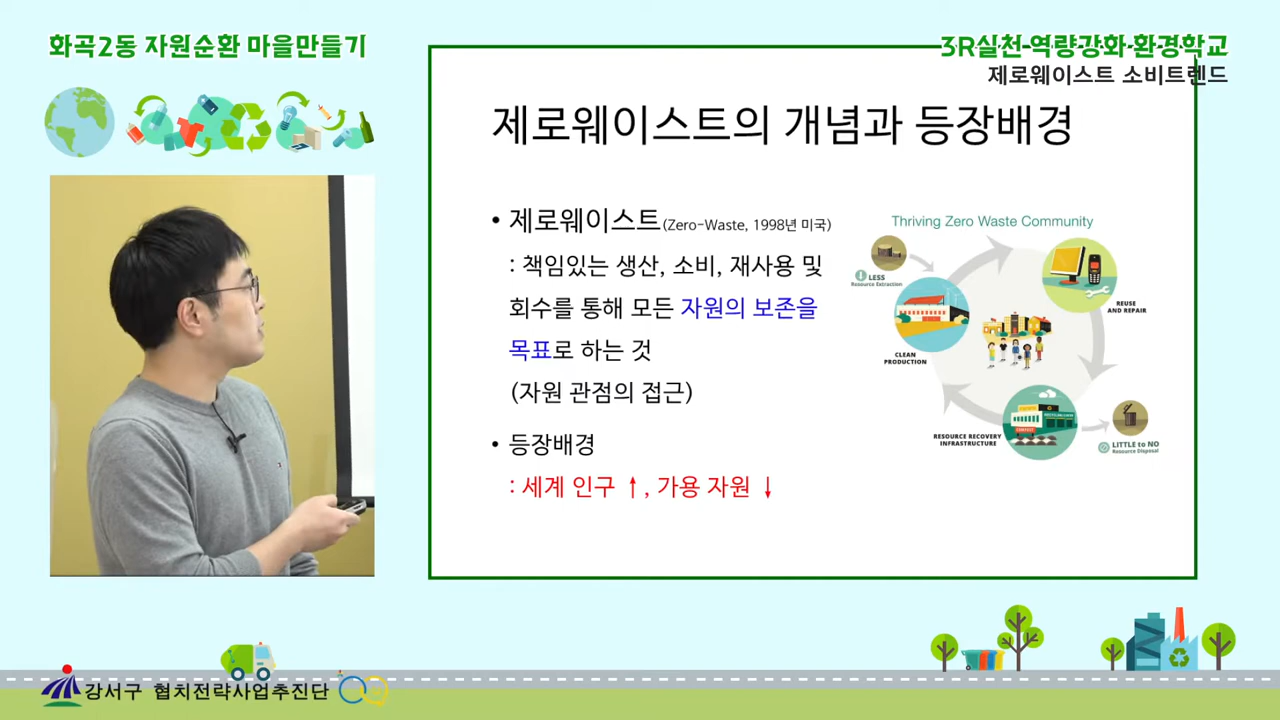 화곡2동 자원순환 마을만들기
3R실천 역량강화 환경학교
제로웨이스트 소비트렌드
제로웨이스트의 개념과 등장배경
• 제로웨이스트(Zero-Waste, 1998년 미국)
: 책임있는 생산, 소비, 재사용 및
회수를 통해 모든 자원의 보존을
목표로 하는 것
(자원 관점의 접근)
• 등장배경
: 세계 인구 ↑, 가용 자원 ↓
Thriving Zero Waste Community
LESS
Resource Extraction
REUSE
AND REPAIR
CLEAN
PRODUCTION
RESOURCE RECOVERY
INFRASTRUCTURE
LITTLE to NO
Resource Disposal
강서구 협치전략사업추진단